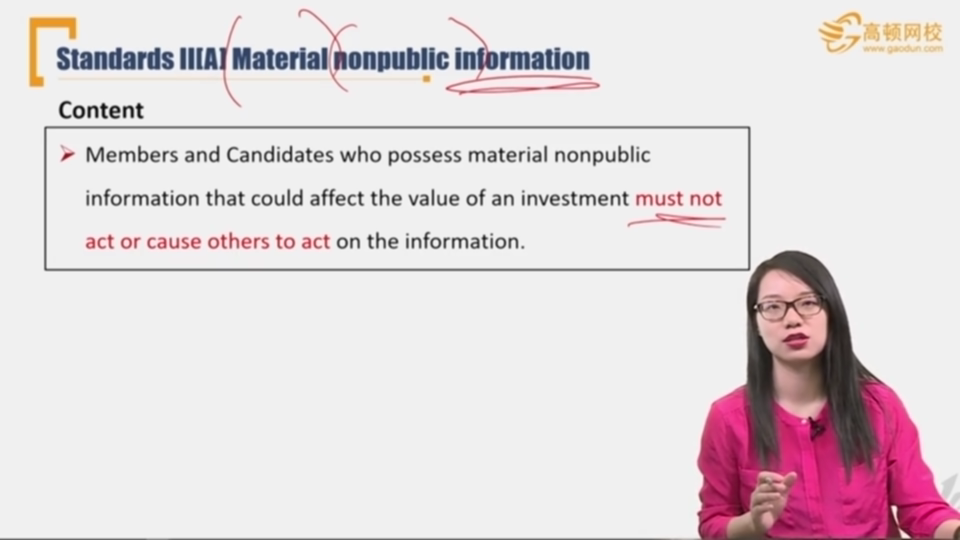 Standards III(A) Material nonpublic information
高顿网校
www.gaodun.com
Content
Members and Candidates who possess material nonpublic
information that could affect the value of an investment must not
act or cause others to act on the information.